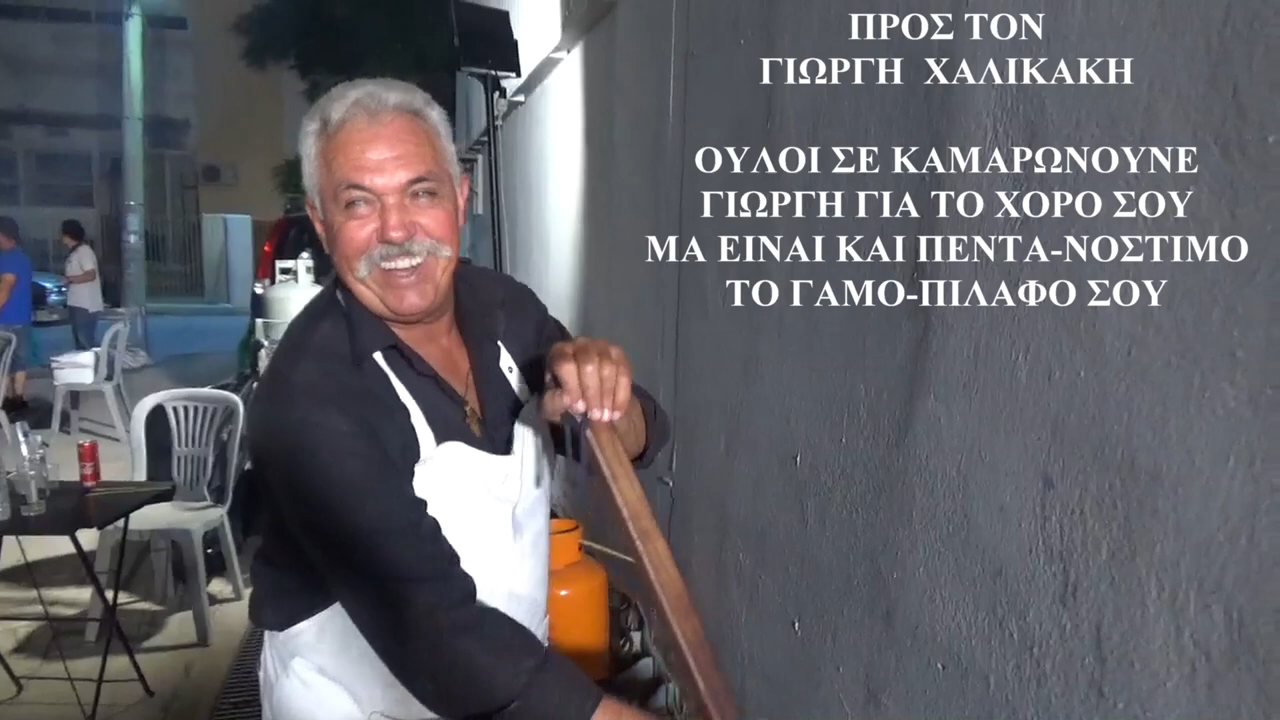 ΠΡΟΣ ΤΟΝ
ΓΙΩΡΓΗ ΧΑΛΙΚΑΚΗ
ΟΥΛΟΙ ΣΕ ΚΑΜΑΡΩΝΟΥΝΕ
ΓΙΩΡΓΗ ΓΙΑ ΤΟ ΧΟΡΟ ΣΟΥ
ΜΑ ΕΙΝΑΙ ΚΑΙ ΠΕΝΤΑ-ΝΟΣΤΙΜΟ
ΤΟ ΓΑΜΟ-ΠΙΛΑΦΟ ΣΟΥ